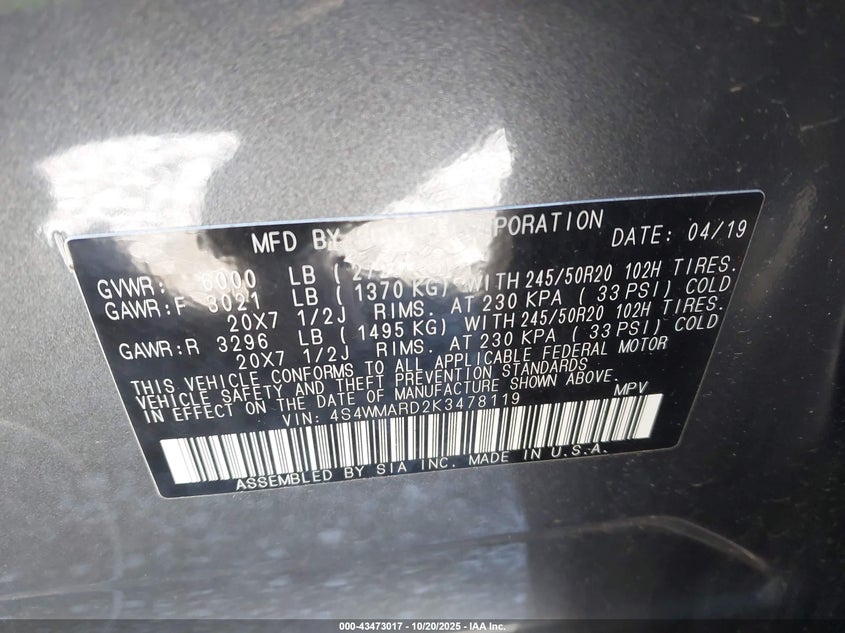 MFD BY CORPORATION DATE: 04/19
GVWR: 6000 LB (
GAWR:F 3021 LB ( 1370 KG) WITH 245/50R20 102H TIRES.
20X7 1/2J RIMS. AT 230 KPA ( 33 PSI) COLD
GAWR:R 3296 LB ( 1495 KG) WITH 245/50R20 102H TIRES.
20X7 1/2J RIMS. AT 230 KPA ( 33 PSI) COLD
THIS VEHICLE CONFORMS TO ALL APPLICABLE FEDERAL MOTOR
VEHICLE SAFETY AND THEFT PREVENTION STANDARDS
IN EFFECT ON THE DATE OF MANUFACTURE SHOWN ABOVE.
VIN: 4S4WMARD2K3478119 MPV
ASSEMBLED BY SIA INC. MADE IN U.S.A.
000-43473017 - 10/20/2025 - IAA Inc.